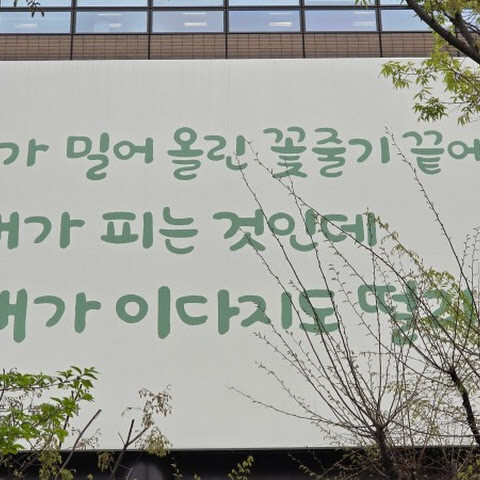 가 밀어 올린 꽃줄기 끝에
가 피는 것인데
내가 이다지도